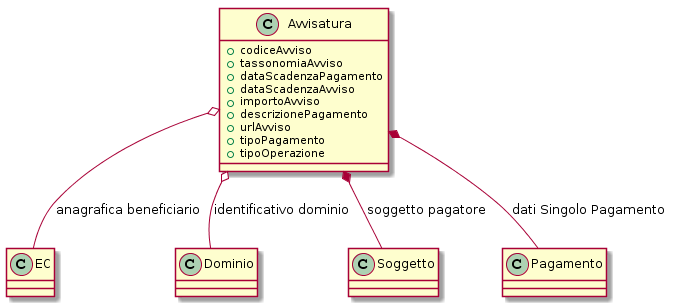 C Avvisatura
codiceAvviso
tassonomiaAvviso
dataScadenzaPagamento
dataScadenzaAvviso
importoAvviso
descrizionePagamento
urlAvviso
tipoPagamento
tipoOperazione
anagrafica beneficiario
identificativo dominio
soggetto pagatore
dati Singolo Pagamento
C EC
C Dominio
C Soggetto
C Pagamento